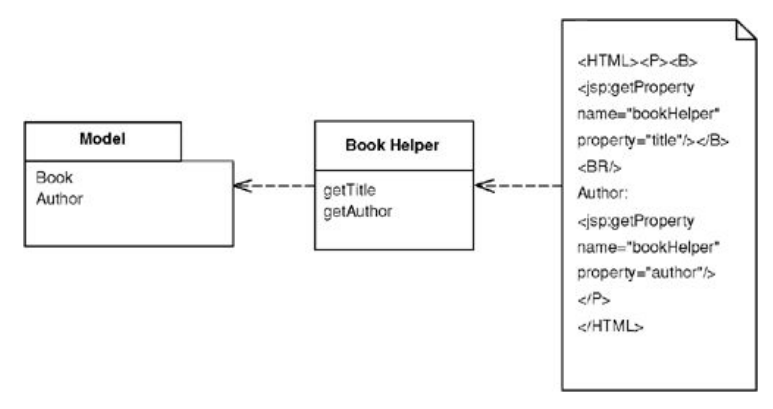 Model
Book
Author
Book Helper
getTitle
getAuthor
<HTML><P><B>
<jsp:getProperty
name="bookHelper"
property="title"/></B>
<BR/>
Author:
<jsp:getProperty
name="bookHelper"
property="author"/>
</P>
</HTML>